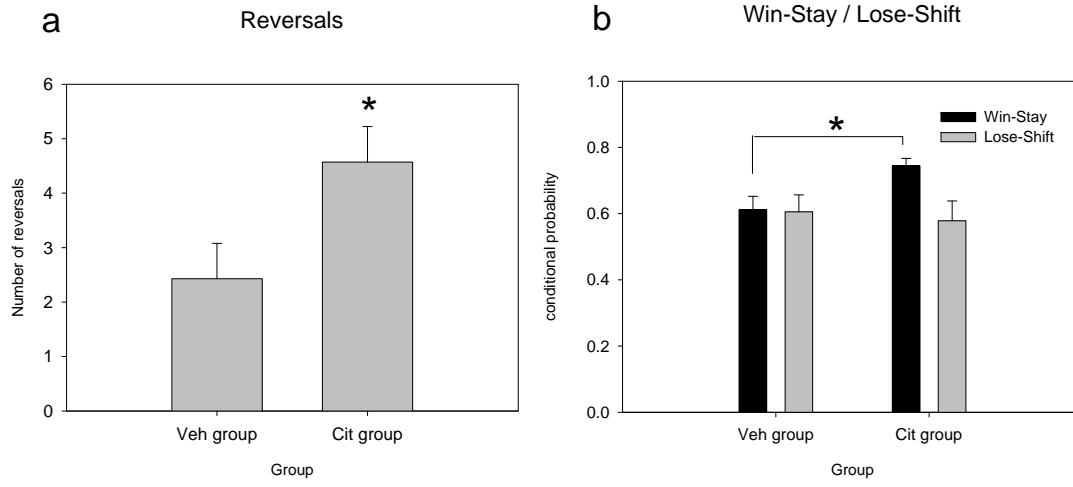 a
Reversals
Number of reversals
6
5
4
3
2
1
0
*
Veh group
Cit group
Group
b
Win-Stay / Lose-Shift
conditional probability
1.0
0.8
0.6
0.4
0.2
0.0
*
Win-Stay
Lose-Shift
Veh group
Cit group
Group